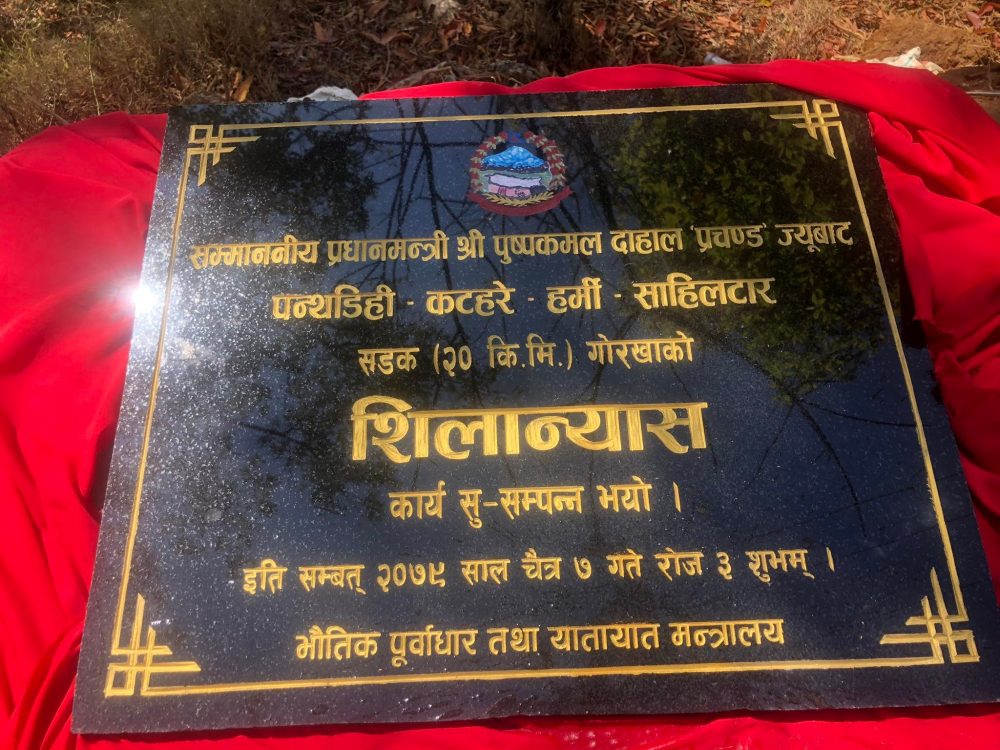 सम्माननीय प्रधानमन्त्री श्री पुष्पकमल दाहाल 'प्रचण्ड' ज्यूबाट
पन्थडिही - कटहरे - हर्मी - साहिलटार
सडक (२० कि.मि.) गोरखाको
शिलान्यास
कार्य सु-सम्पन्न भयो ।
इति सम्बत् २०७९ साल चैत्र ७ गते रोज ३ शुभम् ।
भौतिक पूर्वाधार तथा यातायात मन्त्रालय